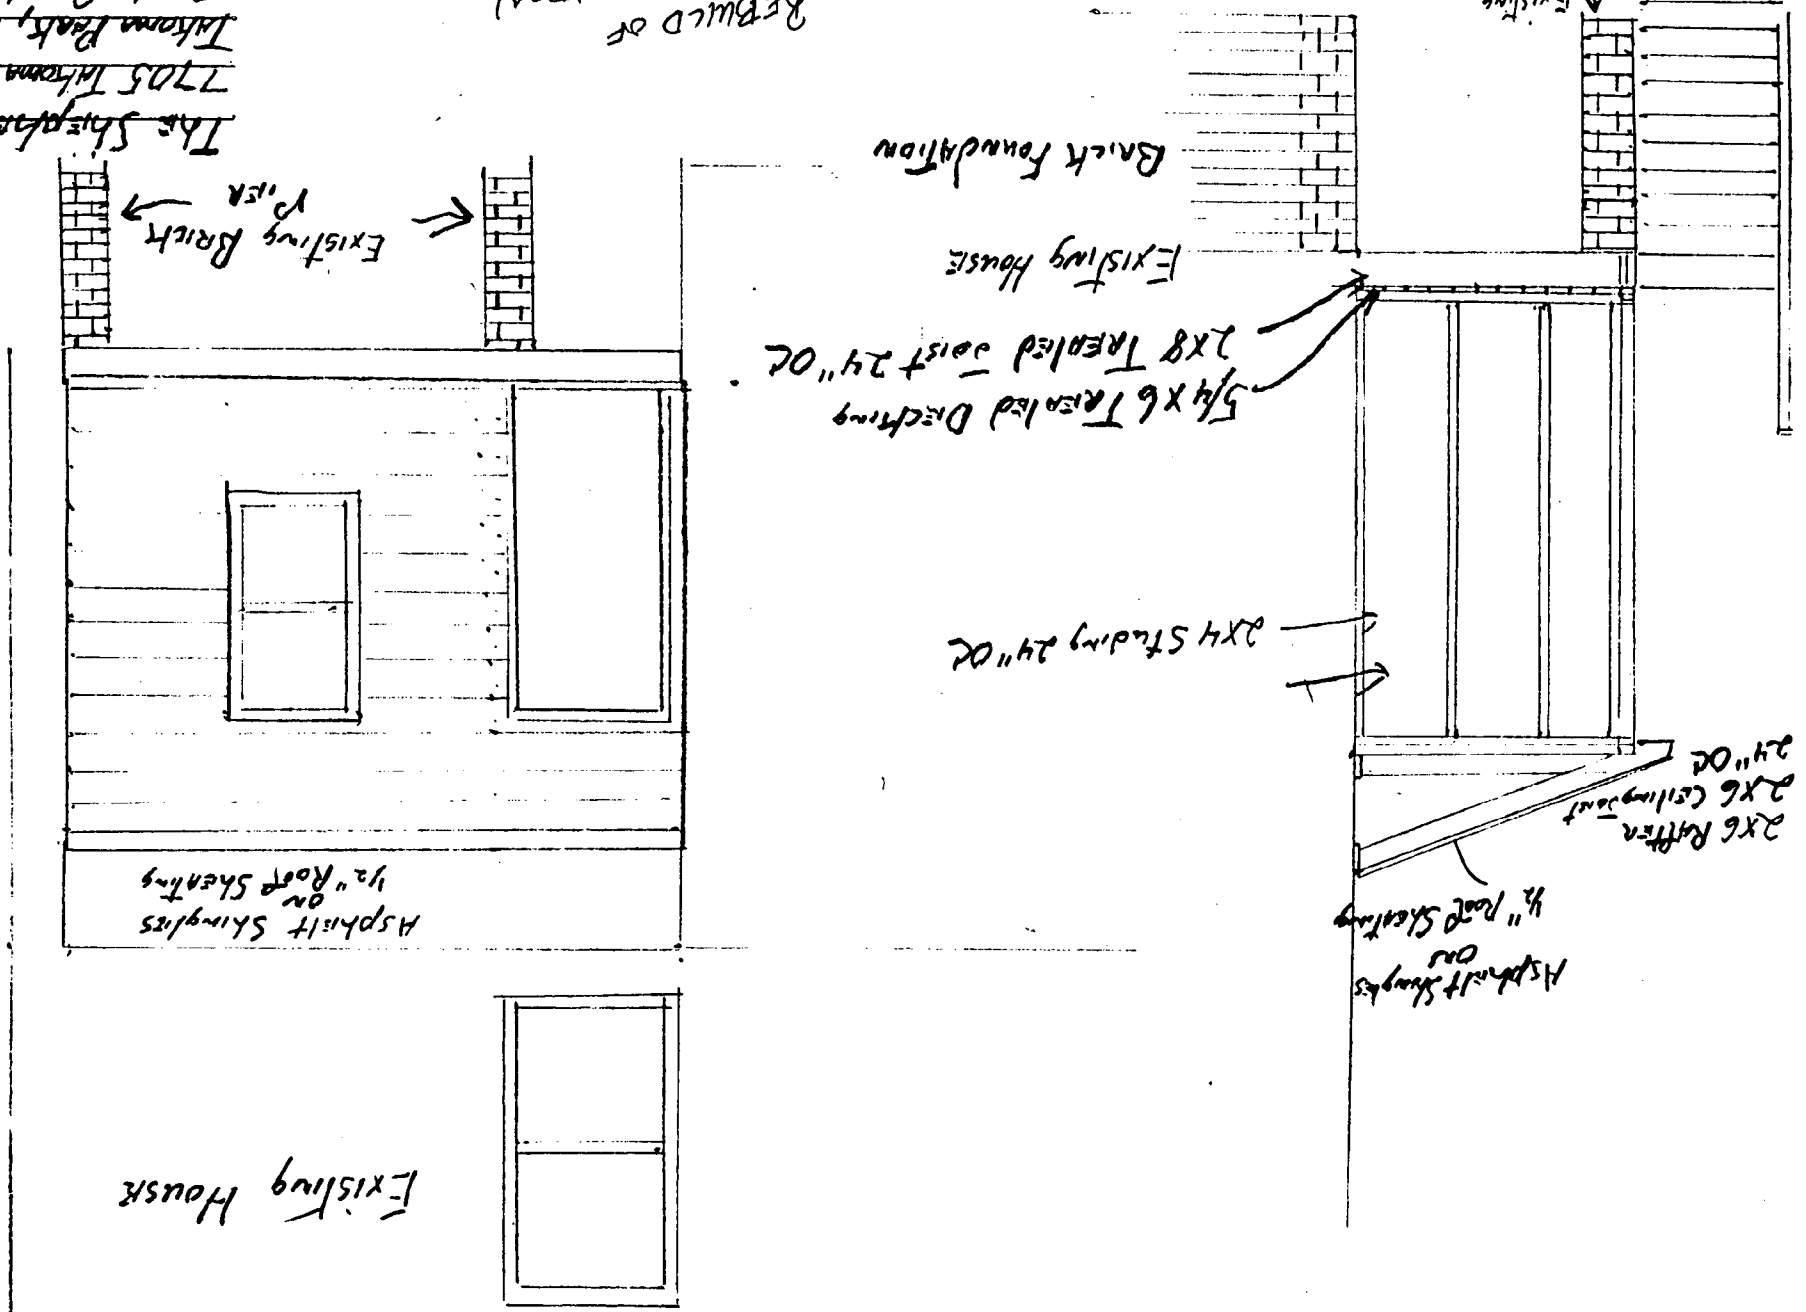 Existing House
Asphalt Shingles
on
1/2" Roof Sheating
Existing Brick
Pier
The
7705 Takoma
Takoma Park,
REBUILD OF
Asphalt Shingles
on
1/2" Roof Sheating
2x6 Rafter
2x6 Ceiling Joist
24" OC
2x4 Studing 24" OC
5/4 x 6 Treated Decking
2x8 Treated Joist 24" OC
Existing House
Brick Foundation
Existing